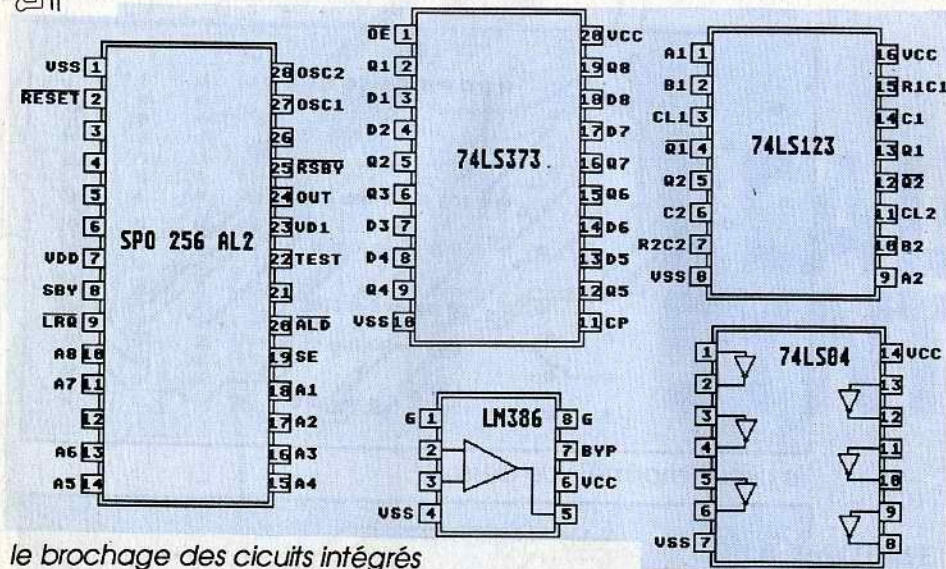 SPO 256 AL2
VSS 1
RESET 2
3
4
5
6
VDD 7
SBY 8
LRQ 9
A8 10
A7 11
12
A6 13
A5 14
28 OSC2
27 OSC1
26
25 RSBY
24 OUT
23 VD1
22 TEST
21
20 ALD
19 SE
18 A1
17 A2
16 A3
15 A4
74LS373
OE 1
Q1 2
D1 3
D2 4
Q2 5
Q3 6
D3 7
D4 8
Q4 9
VSS 10
20 VCC
19 Q8
18 D8
17 D7
16 Q7
15 Q6
14 D6
13 D5
12 Q5
11 CP
74LS123
A1 1
B1 2
CL1 3
Q1 4
Q2 5
C2 6
R2C2 7
VSS 8
16 VCC
15 R1C1
14 C1
13 Q1
12 Q2
11 CL2
10 B2
9 A2
LM386
G 1
2
3
VSS 4
8 G
7 BYP
6 VCC
5
74LS04
1
2
3
4
5
6
VSS 7
14 VCC
13
12
11
10
9
8
le brochage des cicuits intégrés